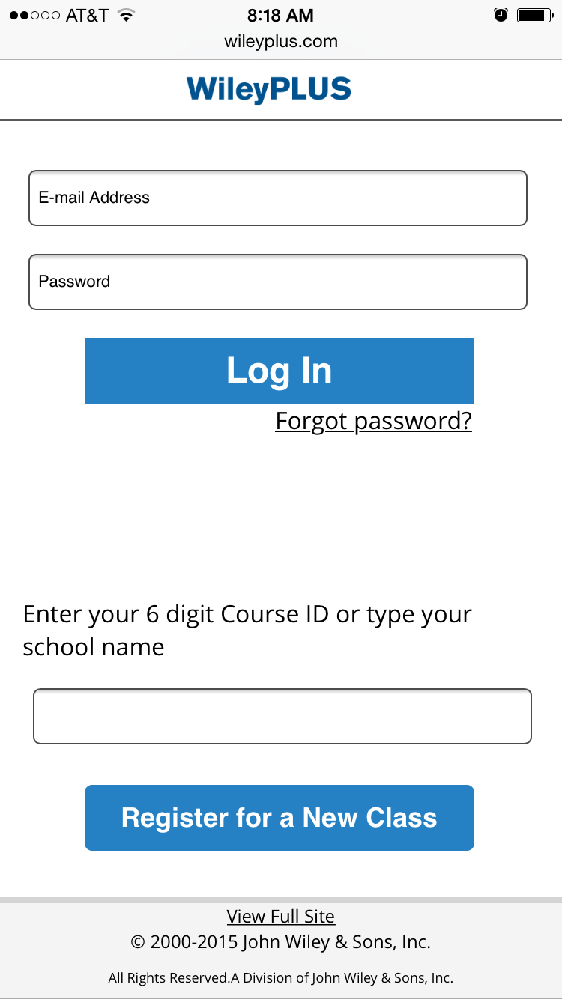 AT&T 8:18 AM
wileyplus.com
WileyPLUS
E-mail Address
Password
Log In
Forgot password?
Enter your 6 digit Course ID or type your
school name
Register for a New Class
View Full Site
© 2000-2015 John Wiley & Sons, Inc.
All Rights Reserved.A Division of John Wiley & Sons, Inc.